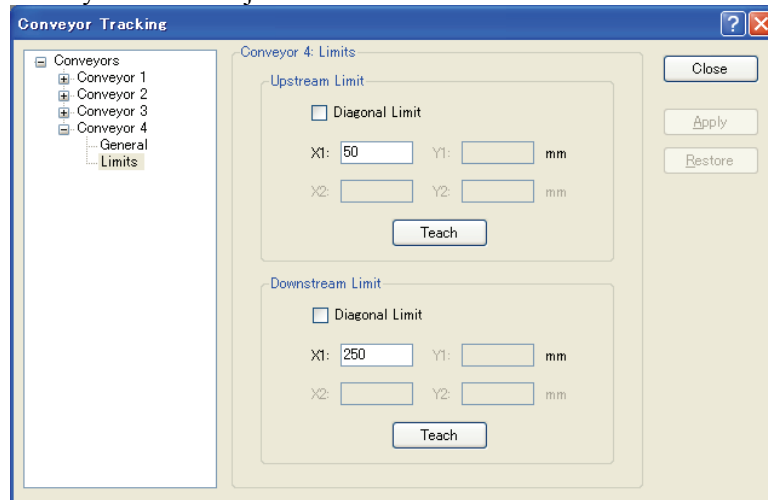 Conveyor Tracking
Conveyors
Conveyor 1
Conveyor 2
Conveyor 3
Conveyor 4
General
Limits
Conveyor 4: Limits
Upstream Limit
Diagonal Limit
X1: 50 Y1: mm
X2: Y2: mm
Teach
Downstream Limit
Diagonal Limit
X1: 250 Y1: mm
X2: Y2: mm
Teach
Close
Apply
Restore